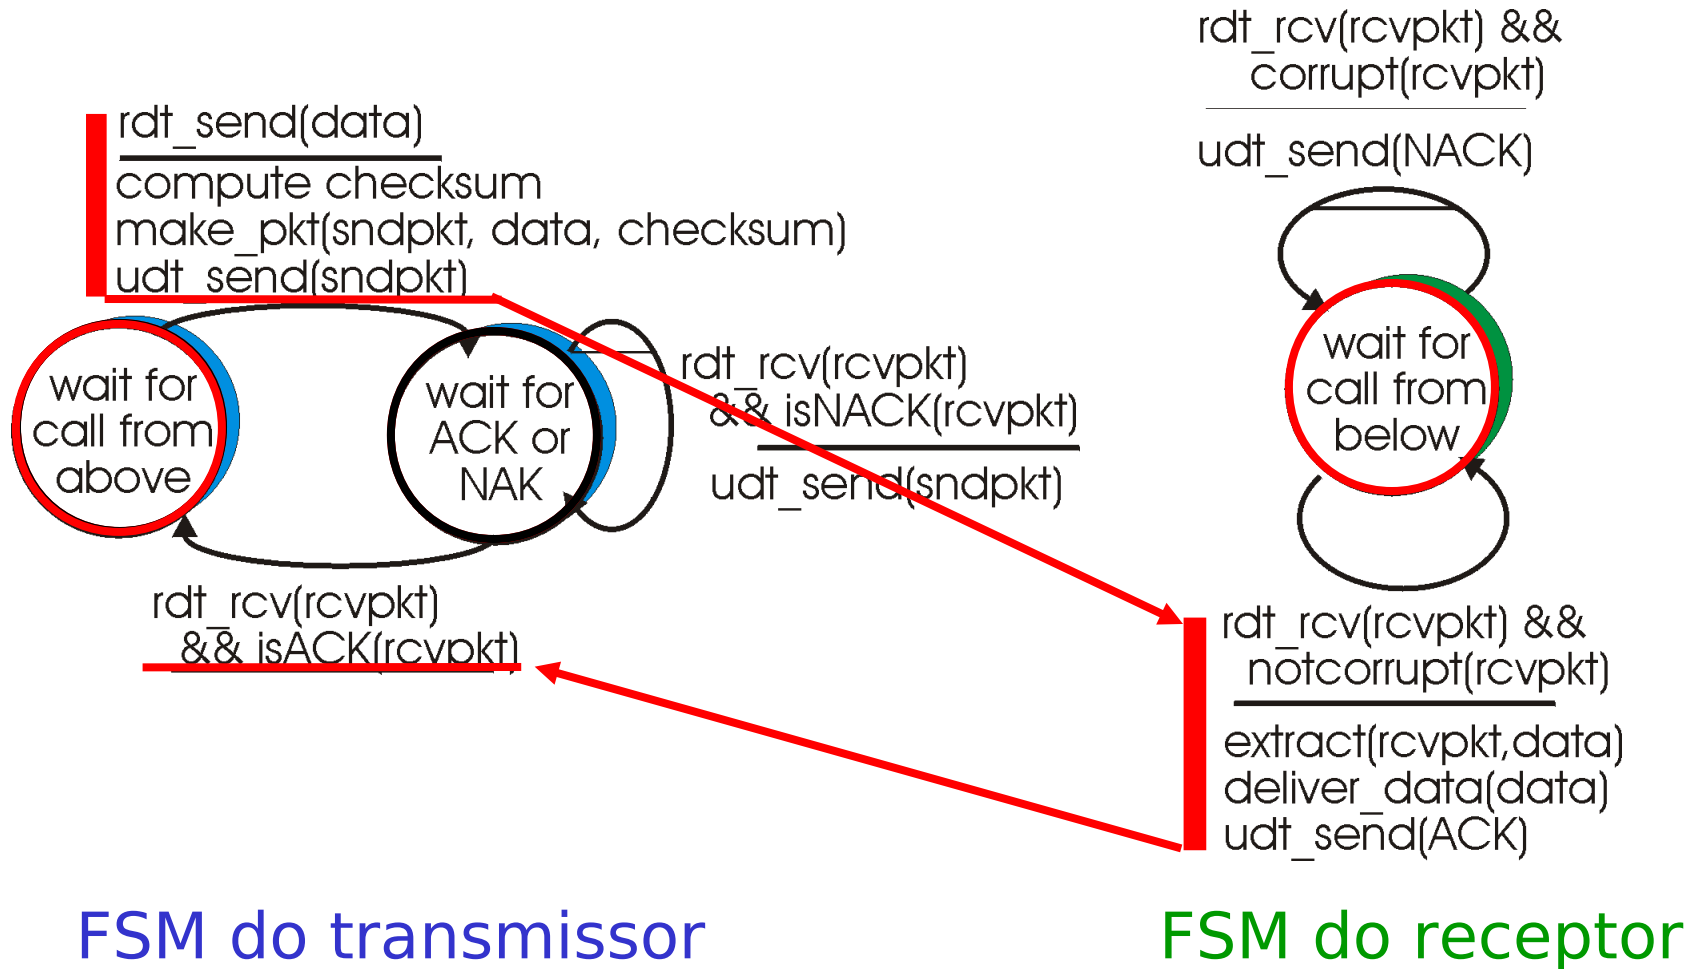 rdt_send(data)
compute checksum
make_pkt(sndpkt, data, checksum)
udt_send(sndpkt)
wait for
call from
above
wait for
ACK or
NAK
rdt_rcv(rcvpkt)
&& isNACK(rcvpkt)
udt_send(sndpkt)
rdt_rcv(rcvpkt)
&& isACK(rcvpkt)
FSM do transmissor
rdt_rcv(rcvpkt) &&
corrupt(rcvpkt)
udt_send(NACK)
wait for
call from
below
rdt_rcv(rcvpkt) &&
notcorrupt(rcvpkt)
extract(rcvpkt,data)
deliver_data(data)
udt_send(ACK)
FSM do receptor